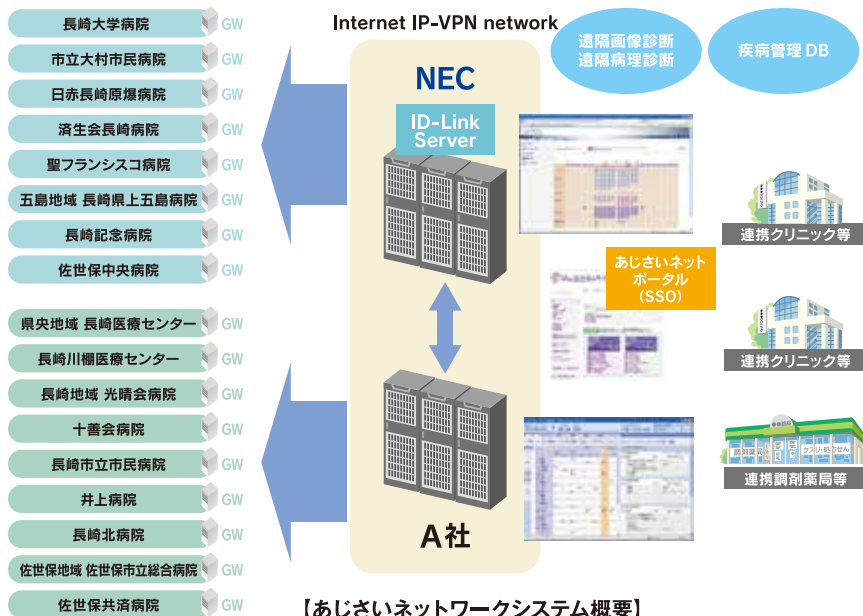 長崎大学病院 GW
市立大村市民病院 GW
日赤長崎原爆病院 GW
済生会長崎病院 GW
聖フランシスコ病院 GW
五島地域 長崎県上五島病院 GW
長崎記念病院 GW
佐世保中央病院 GW
県央地域 長崎医療センター GW
長崎川棚医療センター GW
長崎地域 光晴会病院 GW
十善会病院 GW
長崎市立市民病院 GW
井上病院 GW
長崎北病院 GW
佐世保地域 佐世保市立総合病院 GW
佐世保共済病院 GW
Internet IP-VPN network
NEC
ID-Link
Server
A社
遠隔画像診断
遠隔病理診断
疾病管理 DB
あじさいネット
ポータル
（SSO）
連携クリニック等
連携クリニック等
調剤薬局
クスリ・処方せん
連携調剤薬局等
【あじさいネットワークシステム概要】